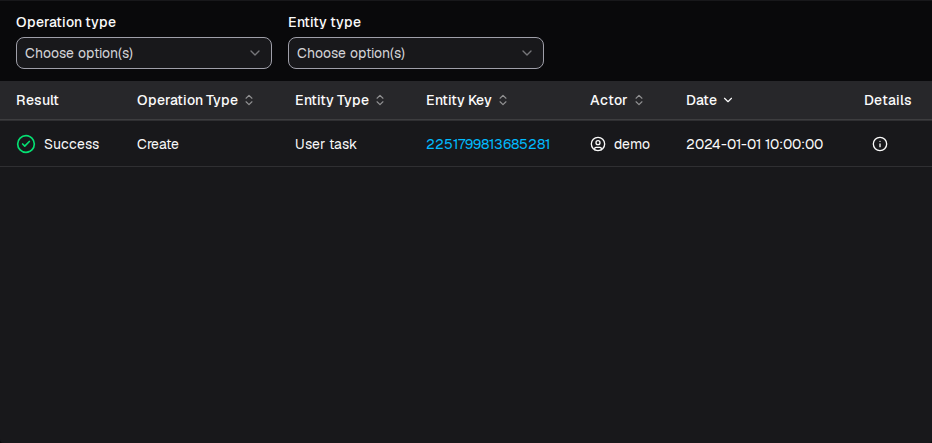 Operation type Entity type
Choose option(s) Choose option(s)
Result Operation Type Entity Type Entity Key Actor Date Details
Success Create User task 2251799813685281 demo 2024-01-01 10:00:00